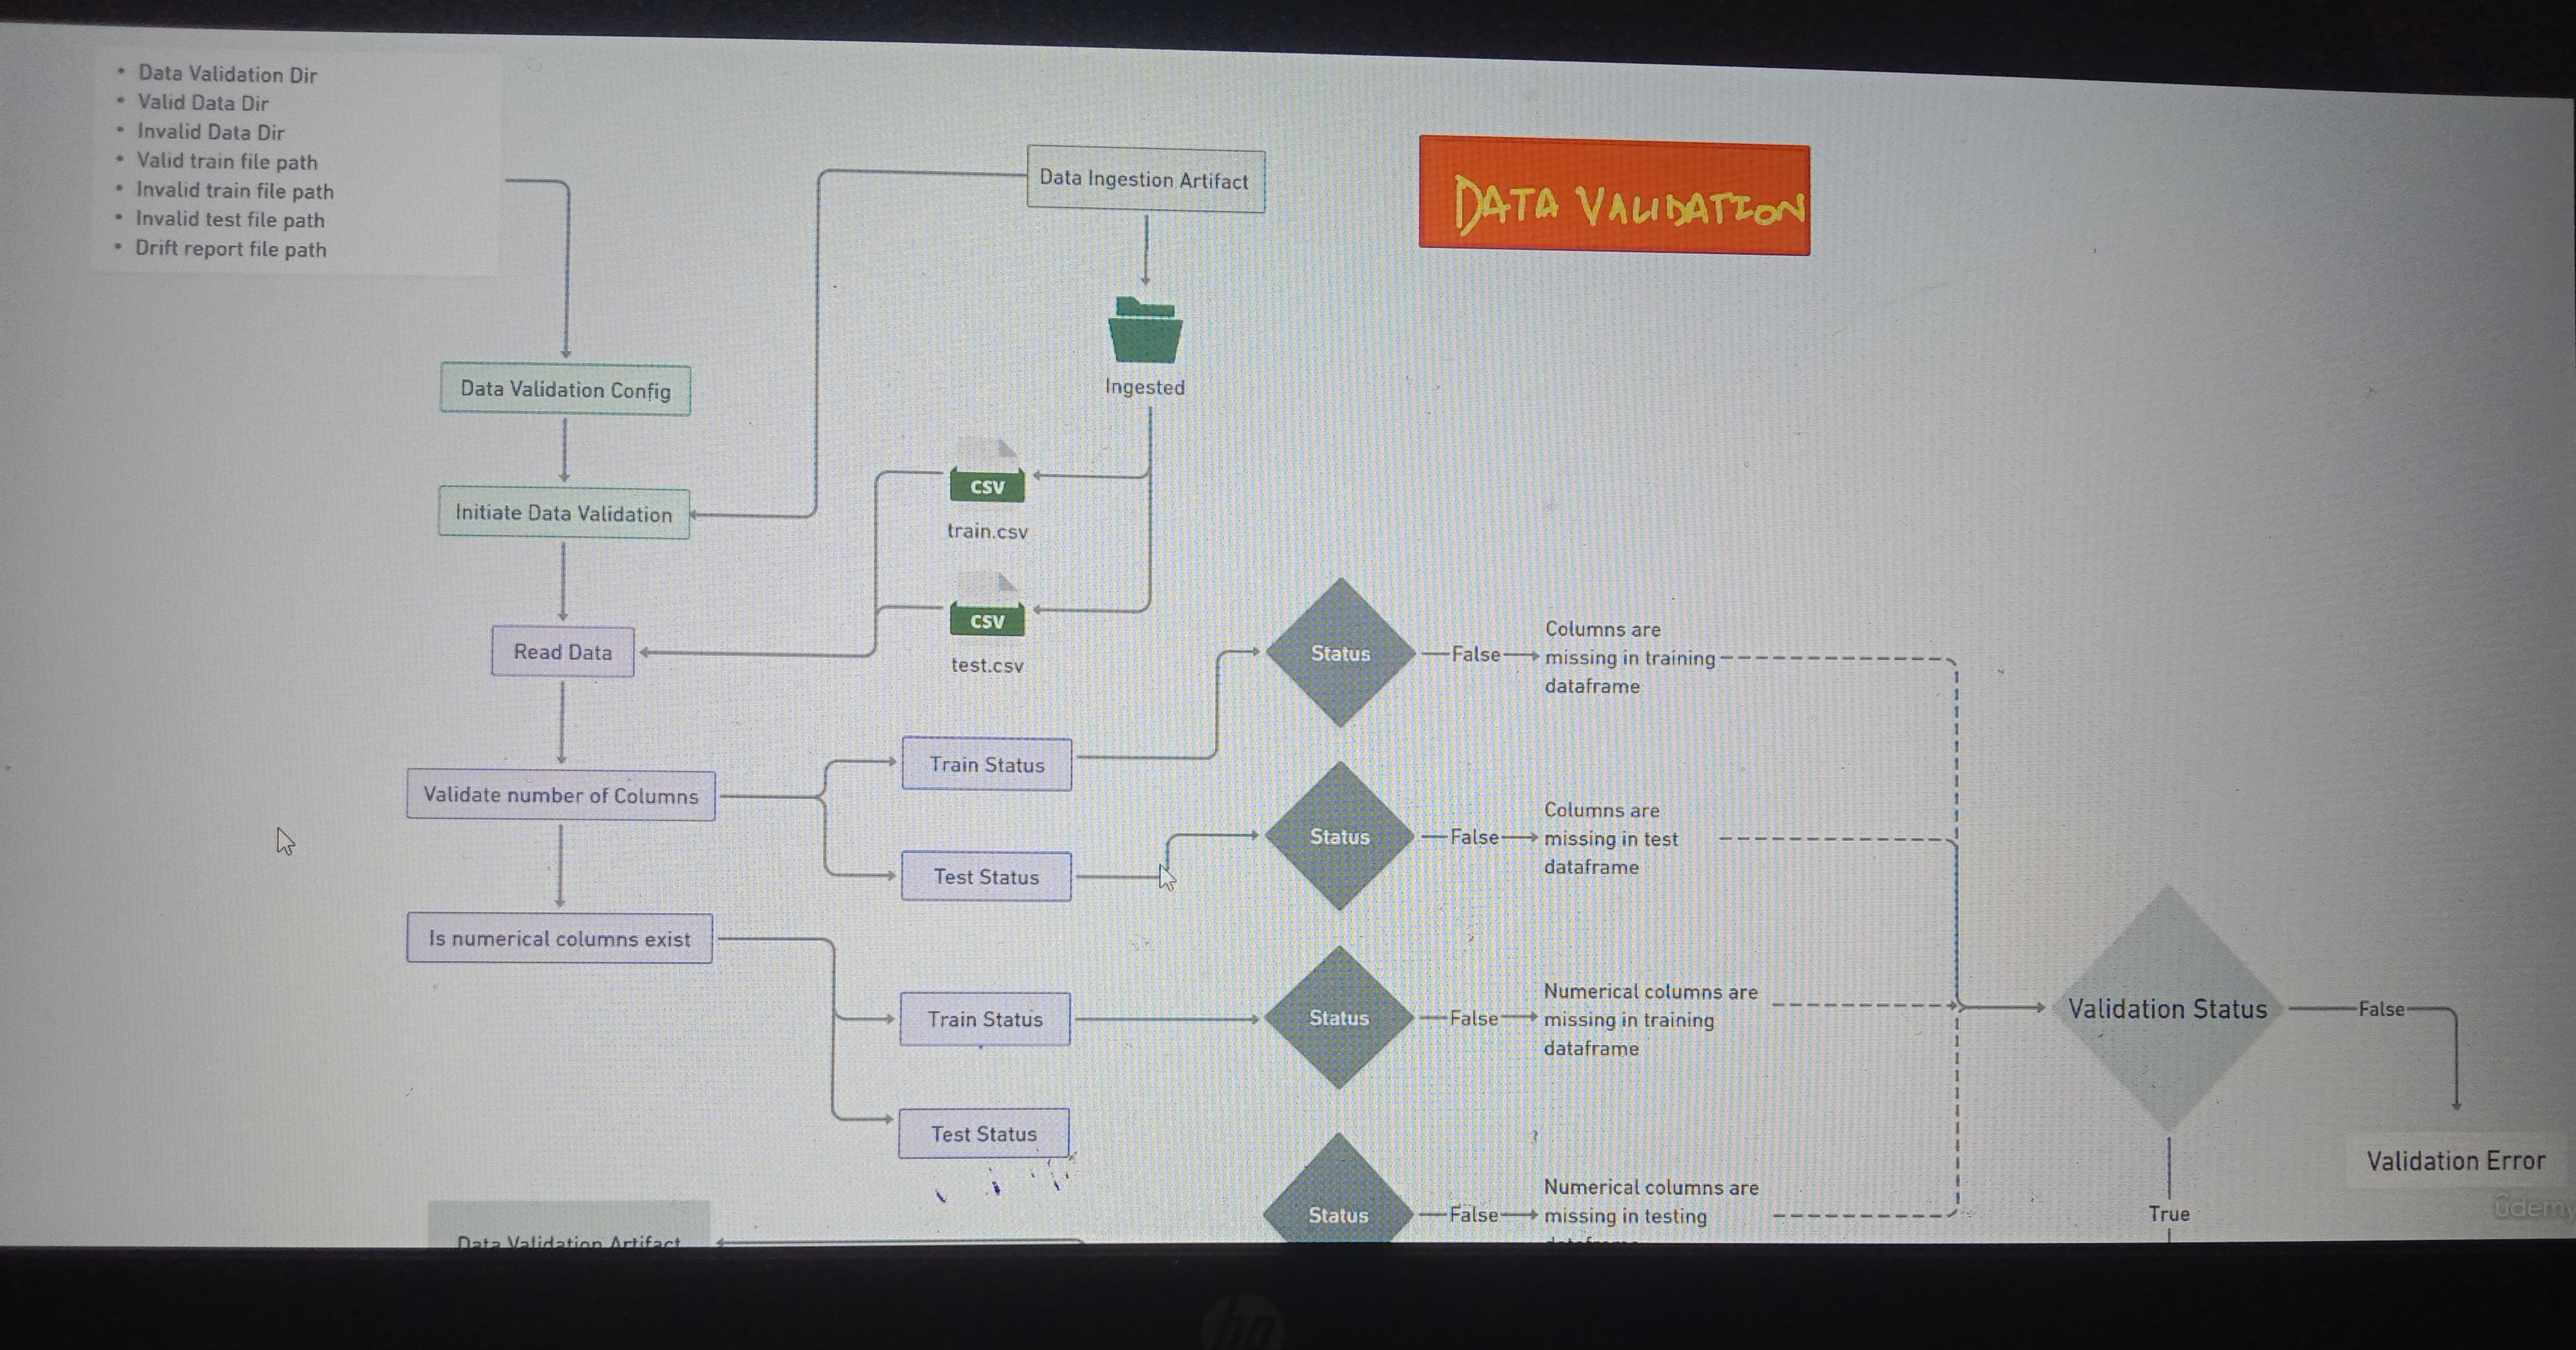 Data Validation Dir
Valid Data Dir
Invalid Data Dir
Valid train file path
Invalid train file path
Invalid test file path
Drift report file path
Data Ingestion Artifact
DATA VALIDATION
Ingested
Data Validation Config
CSV
train.csv
Initiate Data Validation
CSV
test.csv
Read Data
Status
False
Columns are
missing in training
dataframe
Train Status
Validate number of Columns
Test Status
Status
False
Columns are
missing in test
dataframe
Is numerical columns exist
Train Status
Status
False
Numerical columns are
missing in training
dataframe
Validation Status
False
Test Status
Validation Error
Status
False
Numerical columns are
missing in testing
True
Udemy
Data Validation Artifact
hp